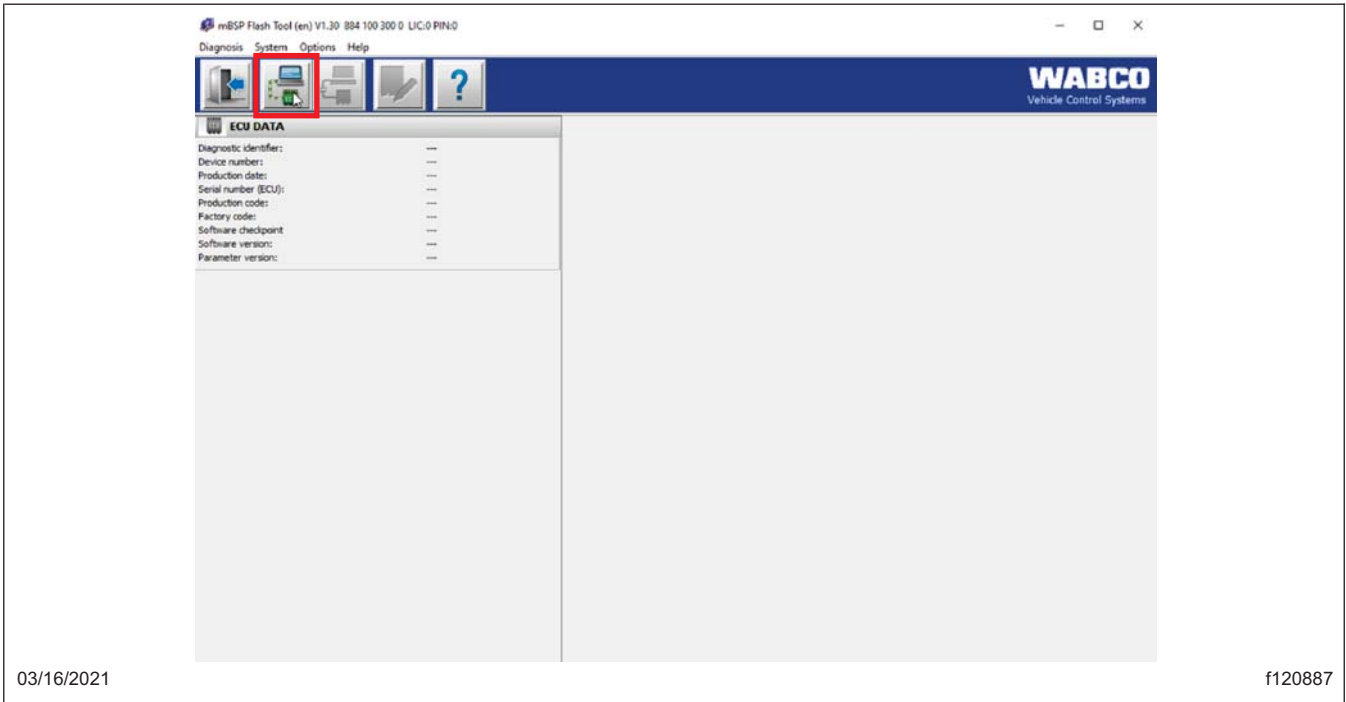 mBSP Flash Tool (en) V1.30 884 100 300 0 LIC:0 PIN:0
Diagnosis System Options Help
?
WABCO
Vehicle Control Systems
ECU DATA
Diagnostic identifier: ---
Device number: ---
Production date: ---
Serial number (ECU): ---
Production code: ---
Factory code: ---
Software checkpoint ---
Software version: ---
Parameter version: ---
03/16/2021
f120887